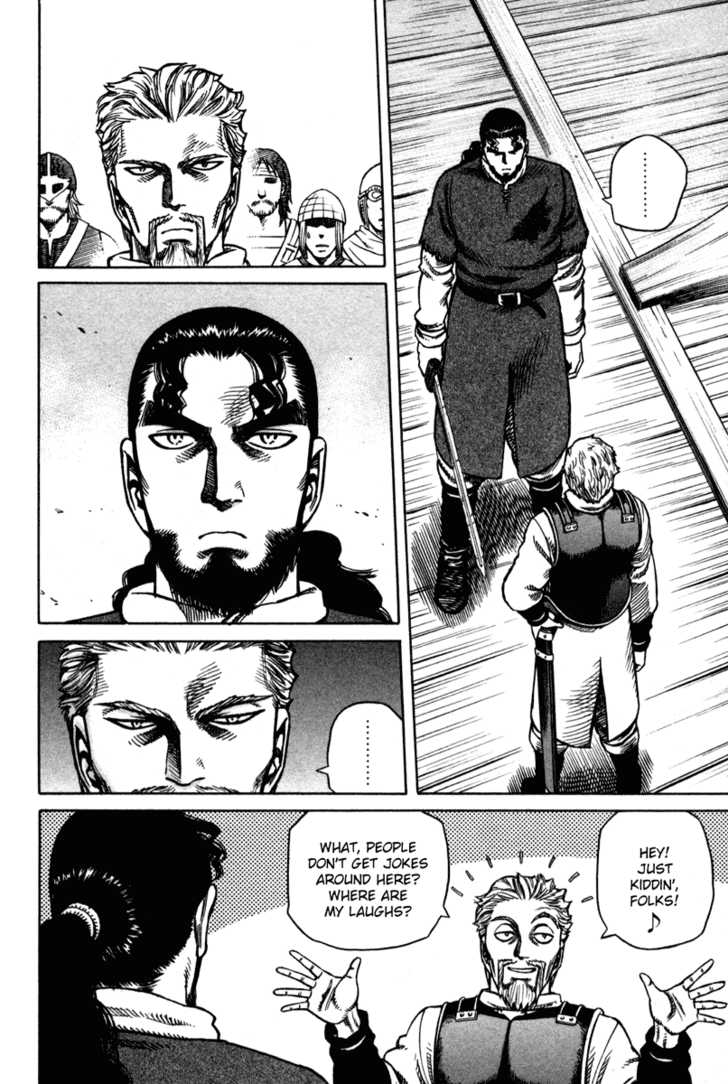 ........
........
HEY!
JUST
KIDDIN',
FOLKS!
♪
WHAT, PEOPLE
DON'T GET JOKES
AROUND HERE?
WHERE ARE
MY LAUGHS?